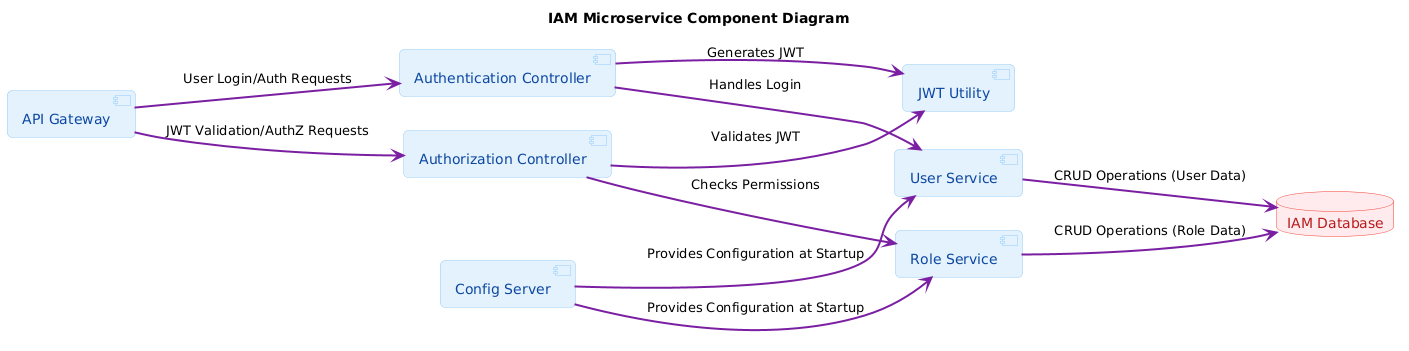 IAM Microservice Component Diagram
API Gateway
User Login/Auth Requests
JWT Validation/AuthZ Requests
Authentication Controller
Authorization Controller
Config Server
Generates JWT
Handles Login
Validates JWT
Checks Permissions
Provides Configuration at Startup
Provides Configuration at Startup
JWT Utility
User Service
Role Service
CRUD Operations (User Data)
CRUD Operations (Role Data)
IAM Database